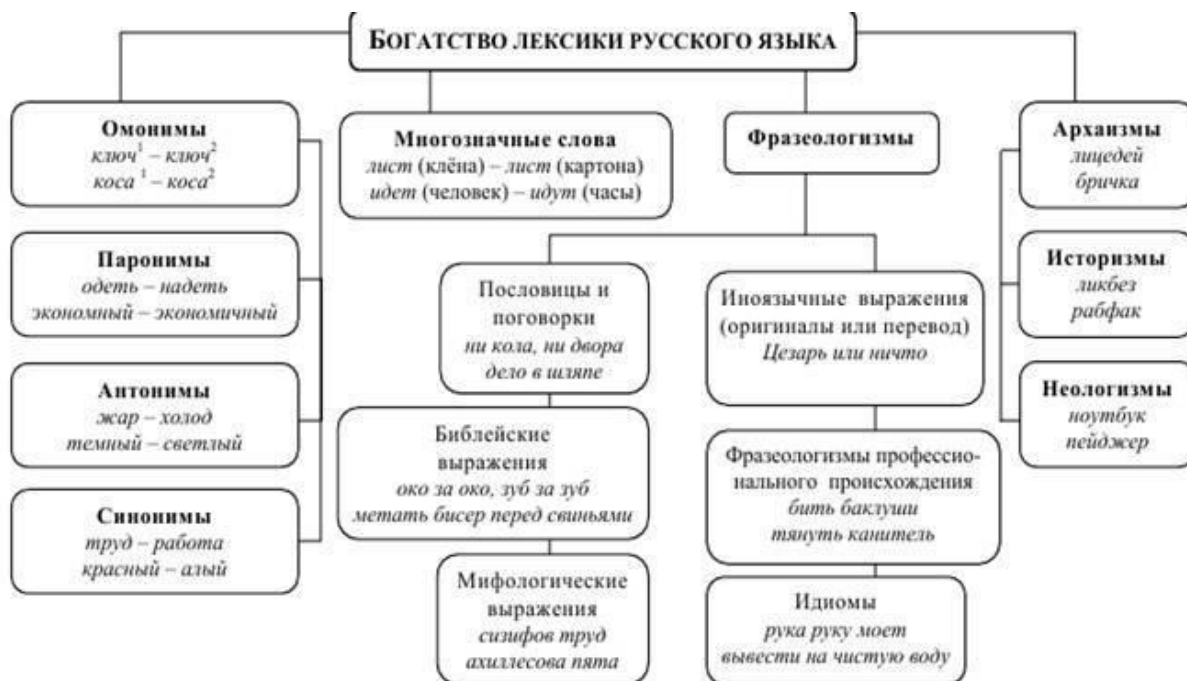 БОГАТСТВО ЛЕКСИКИ РУССКОГО ЯЗЫКА
Омонимы
ключ¹ – ключ²
коса ¹ – коса²
Паронимы
одеть – надеть
экономный – экономичный
Антонимы
жар – холод
темный – светлый
Синонимы
труд – работа
красный – алый
Многозначные слова
лист (клёна) – лист (картона)
идет (человек) – идут (часы)
Фразеологизмы
Пословицы и
поговорки
ни кола, ни двора
дело в шляпе
Библейские
выражения
око за око, зуб за зуб
метать бисер перед свиньями
Мифологические
выражения
сизифов труд
ахиллесова пята
Иноязычные выражения
(оригиналы или перевод)
Цезарь или ничто
Фразеологизмы профессио-
нального происхождения
бить баклуши
тянуть канитель
Идиомы
рука руку моет
вывести на чистую воду
Архаизмы
лицедей
бричка
Историзмы
ликбез
рабфак
Неологизмы
ноутбук
пейджер